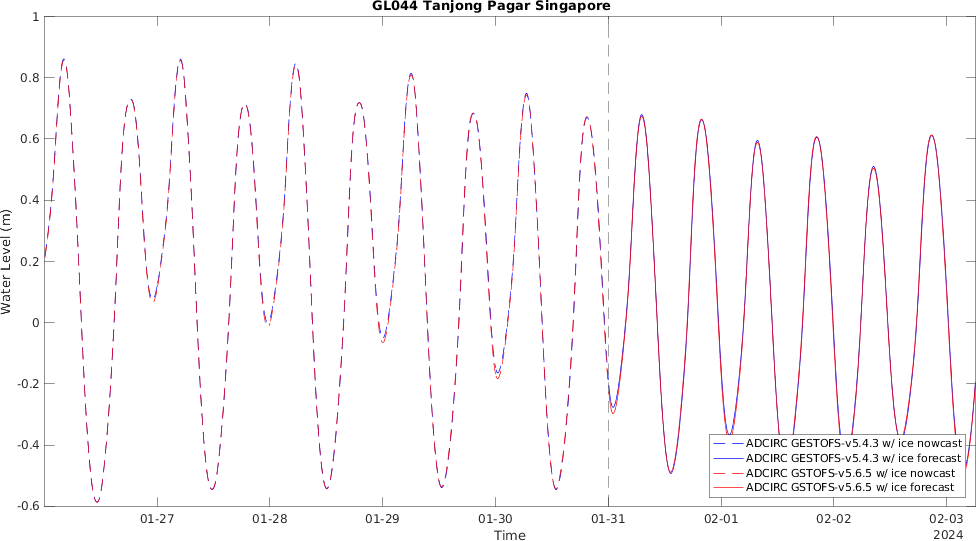 GL044 Tanjong Pagar Singapore
1
0.8
0.6
0.4
0.2
0
-0.2
-0.4
-0.6
Water Level (m)
01-27
01-28
01-29
01-30
01-31
02-01
02-02
02-03
Time
2024
ADCIRC GESTOFS-v5.4.3 w/ ice nowcast
ADCIRC GESTOFS-v5.4.3 w/ ice forecast
ADCIRC GSTOFS-v5.6.5 w/ ice nowcast
ADCIRC GSTOFS-v5.6.5 w/ ice forecast